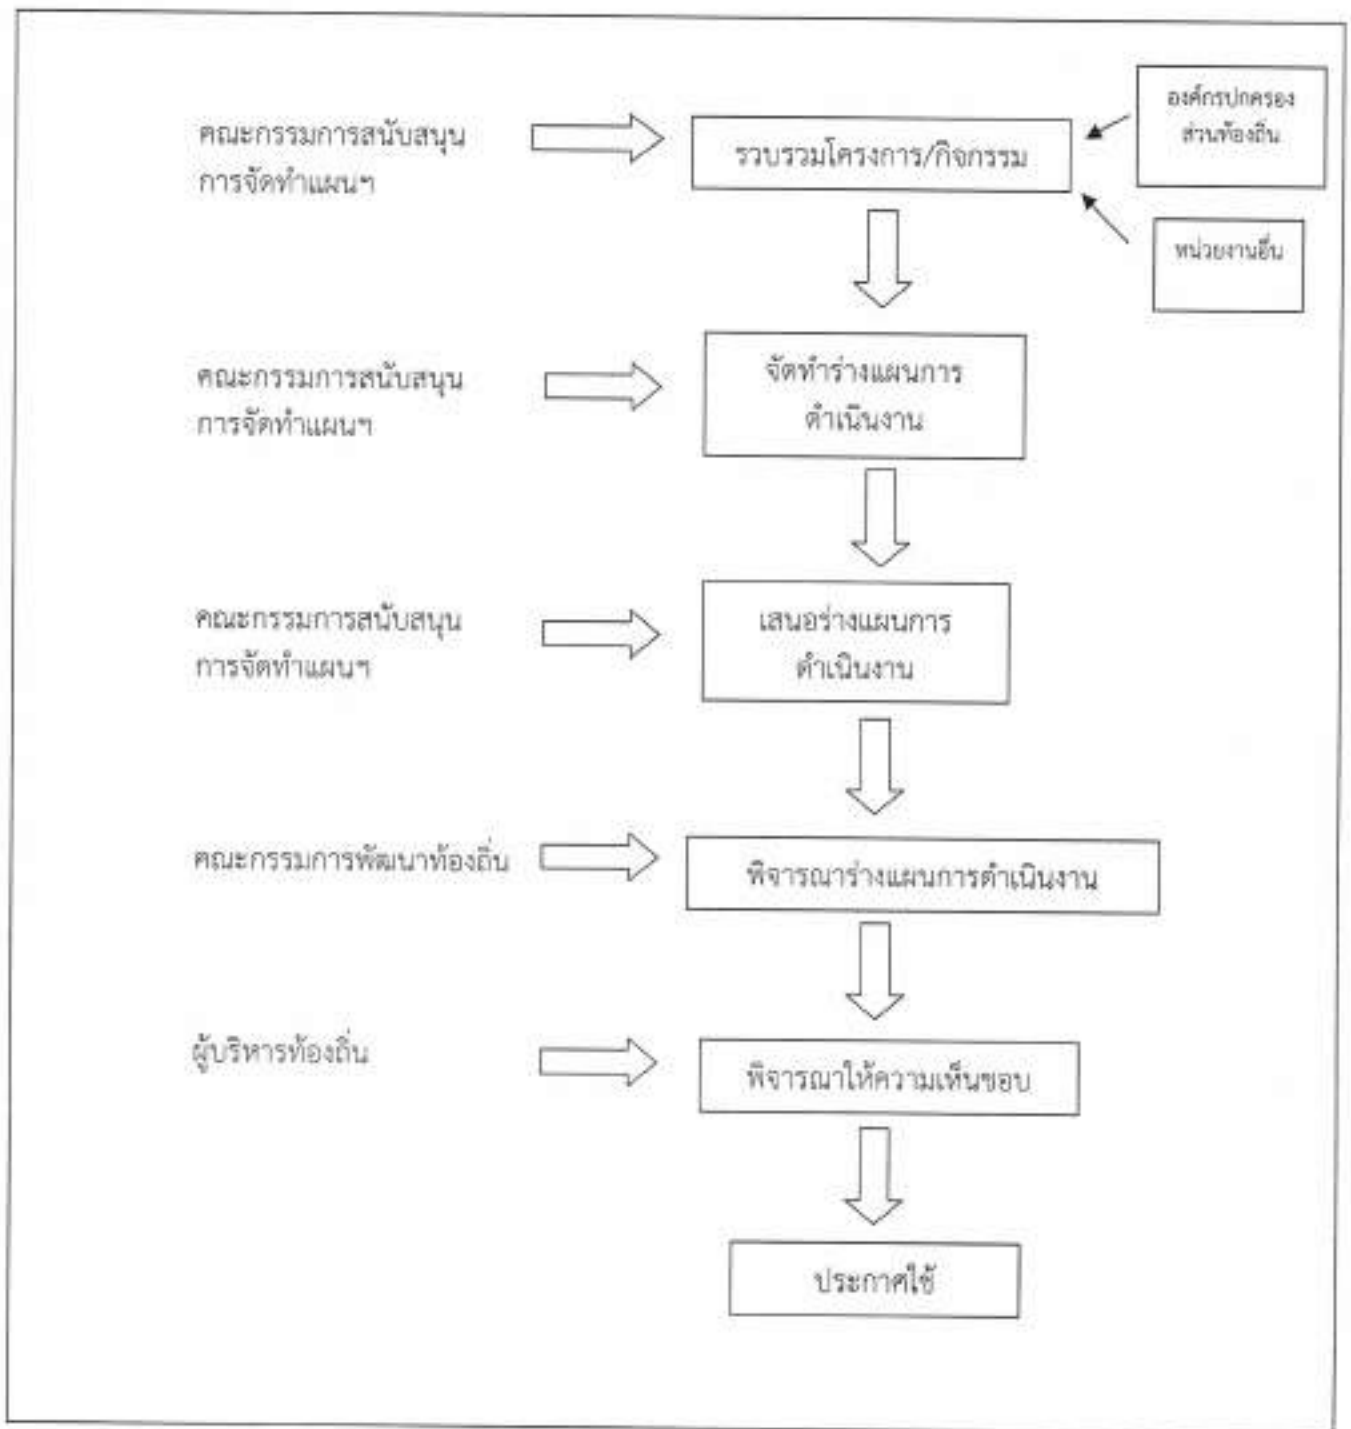 องค์กรปกครอง
ส่วนท้องถิ่น
คณะกรรมการสนับสนุน
การจัดทำแผนฯ
รวบรวมโครงการ/กิจกรรม
หน่วยงานอื่น
คณะกรรมการสนับสนุน
การจัดทำแผนฯ
จัดทำร่างแผนการ
ดำเนินงาน
คณะกรรมการสนับสนุน
การจัดทำแผนฯ
เสนอร่างแผนการ
ดำเนินงาน
คณะกรรมการพัฒนาท้องถิ่น
พิจารณาร่างแผนการดำเนินงาน
ผู้บริหารท้องถิ่น
พิจารณาให้ความเห็นชอบ
ประกาศใช้